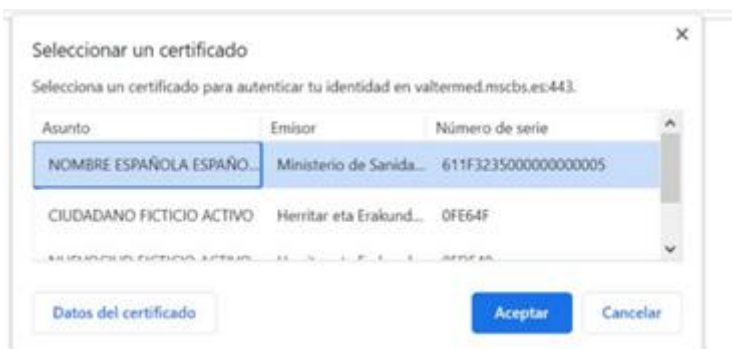 Seleccionar un certificado
Selecciona un certificado para autenticar tu identidad en valtermed.mscbs.es:443.
Asunto Emisor Número de serie
NOMBRE ESPAÑOLA ESPAÑO... Ministerio de Sanida... 611F3235000000000005
CIUDADANO FICTICIO ACTIVO Herritar eta Erakund... 0FE64F
Datos del certificado Aceptar Cancelar